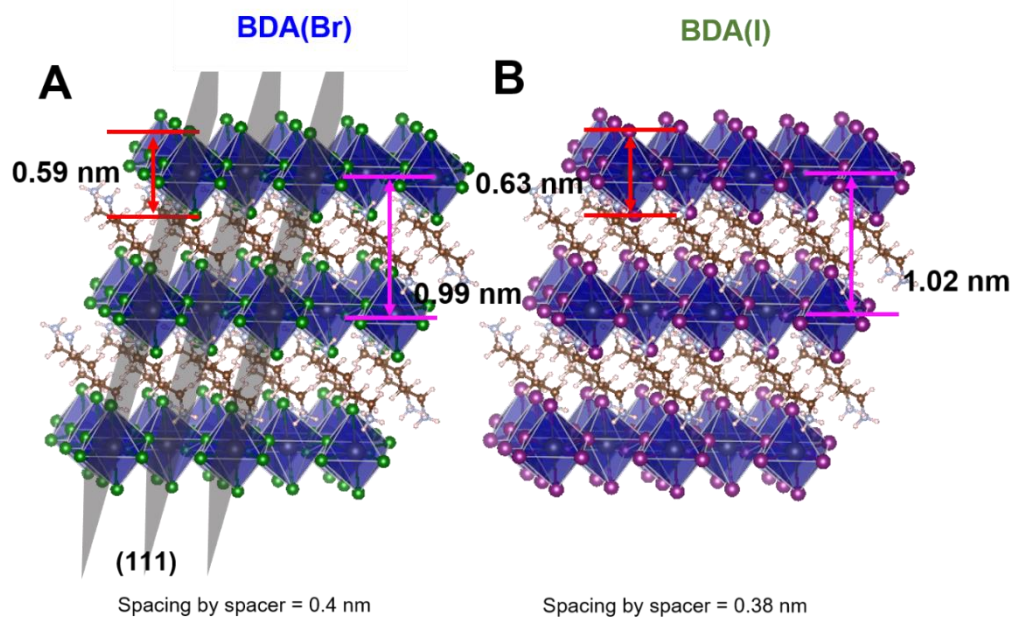 BDA(Br)
BDA(I)
A
B
0.59 nm
0.63 nm
0.99 nm
1.02 nm
(111)
Spacing by spacer = 0.4 nm
Spacing by spacer = 0.38 nm